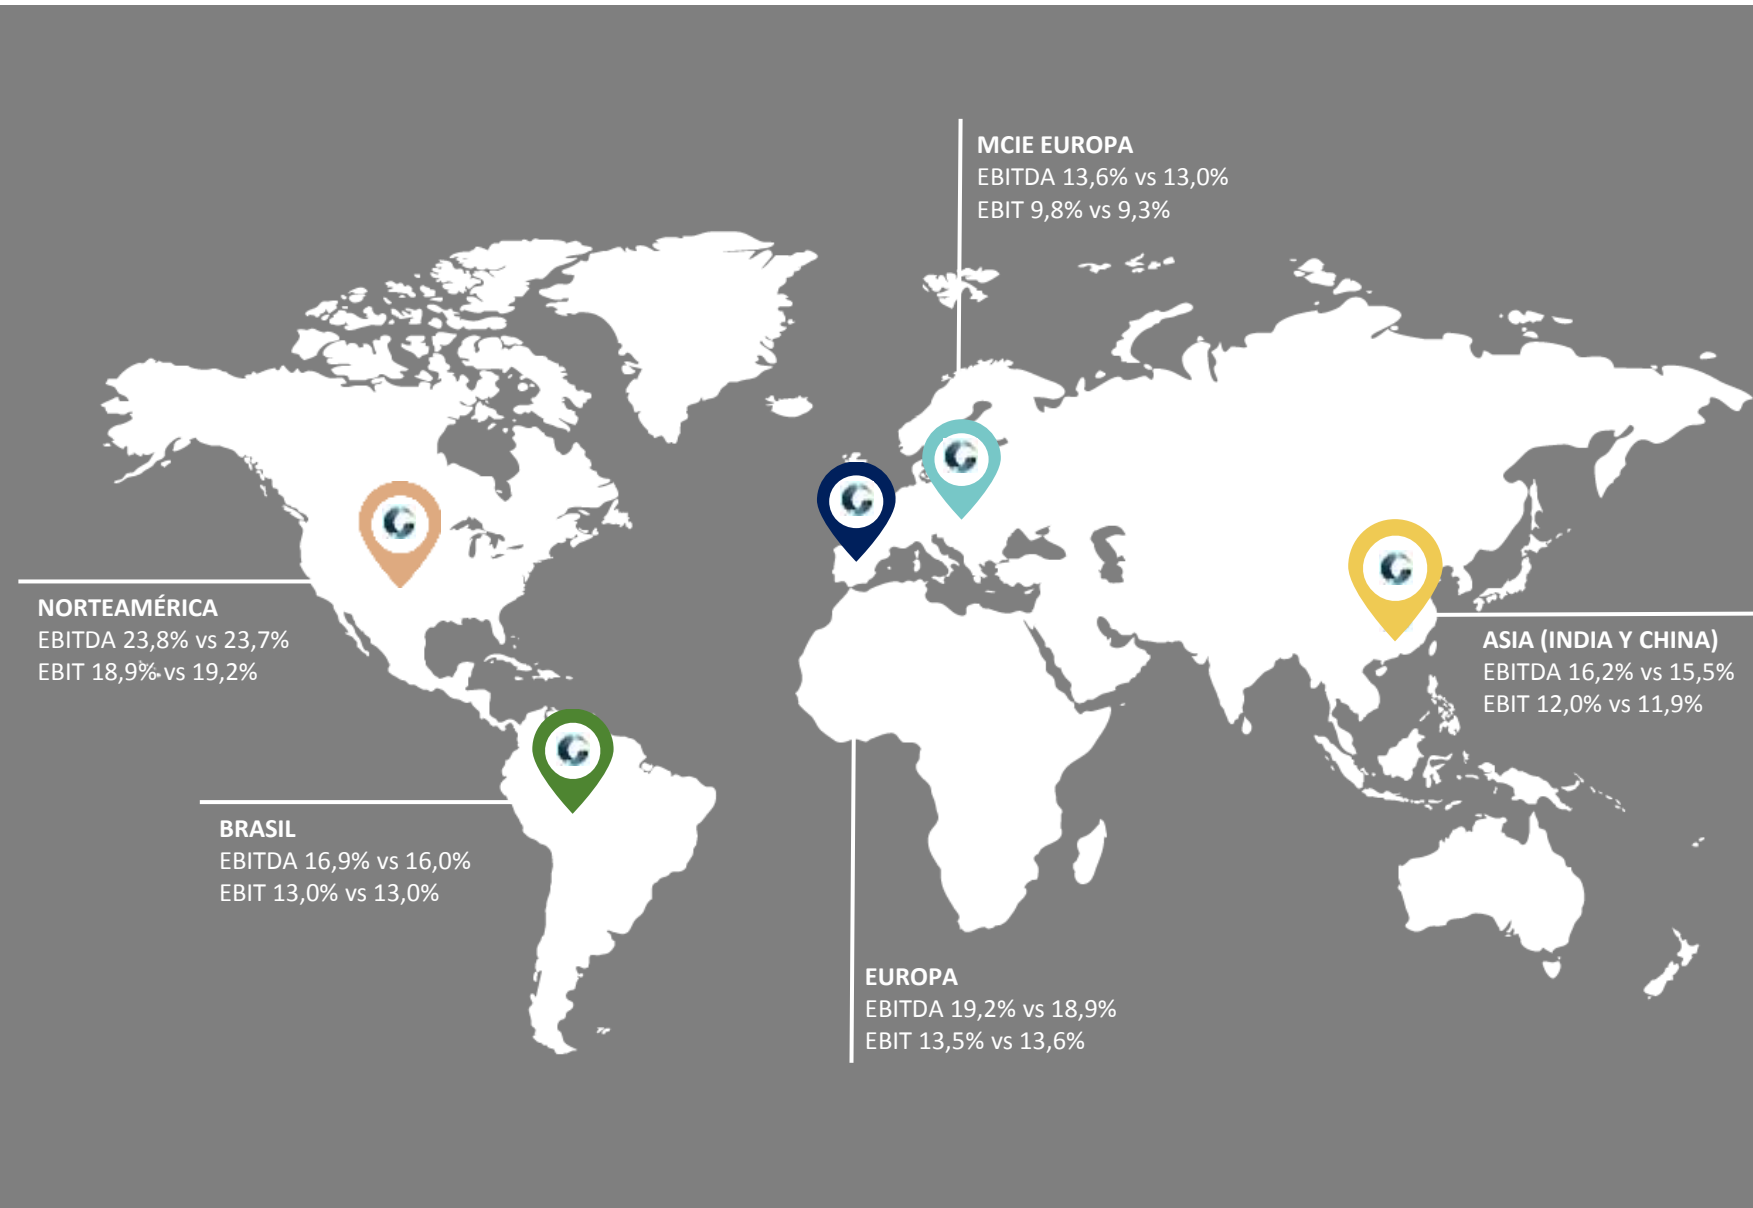 MCIE EUROPA
EBITDA 13,6% vs 13,0%
EBIT 9,8% vs 9,3%
NORTEAMÉRICA
EBITDA 23,8% vs 23,7%
EBIT 18,9% vs 19,2%
ASIA (INDIA Y CHINA)
EBITDA 16,2% vs 15,5%
EBIT 12,0% vs 11,9%
BRASIL
EBITDA 16,9% vs 16,0%
EBIT 13,0% vs 13,0%
EUROPA
EBITDA 19,2% vs 18,9%
EBIT 13,5% vs 13,6%